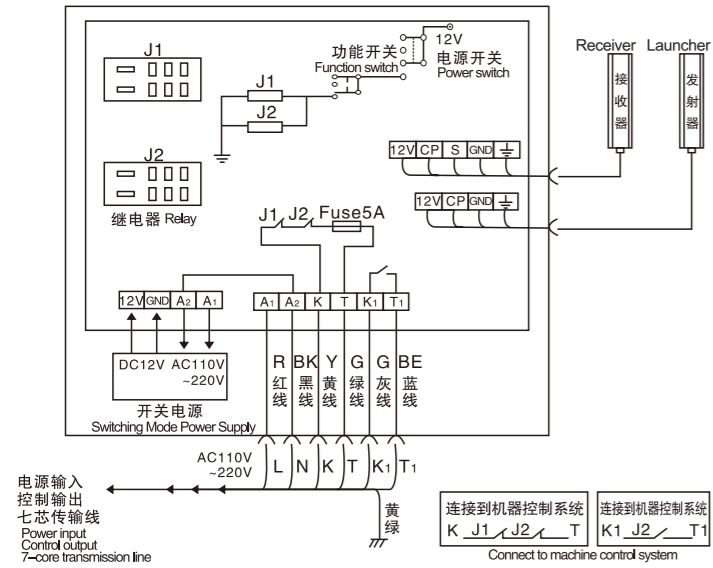 J1
J2
继电器 Relay
功能开关
Function switch
12V
电源开关
Power switch
J1
J2
Receiver
Launcher
接收器
发射器
12V CP S GND
12V CP GND
J1 J2 Fuse5A
12V GND A2 A1
A1 A2 K T K1 T1
DC12V AC110V
~220V
开关电源
Switching Mode Power Supply
R BK Y G G BE
红线 黑线 黄线 绿线 灰线 蓝线
AC110V
~220V
L N K T K1 T1
电源输入
控制输出
七芯传输线
Power input
Control output
7-core transmission line
黄绿
连接到机器控制系统
K J1 J2 T
连接到机器控制系统
K1 J2 T1
Connect to machine control system